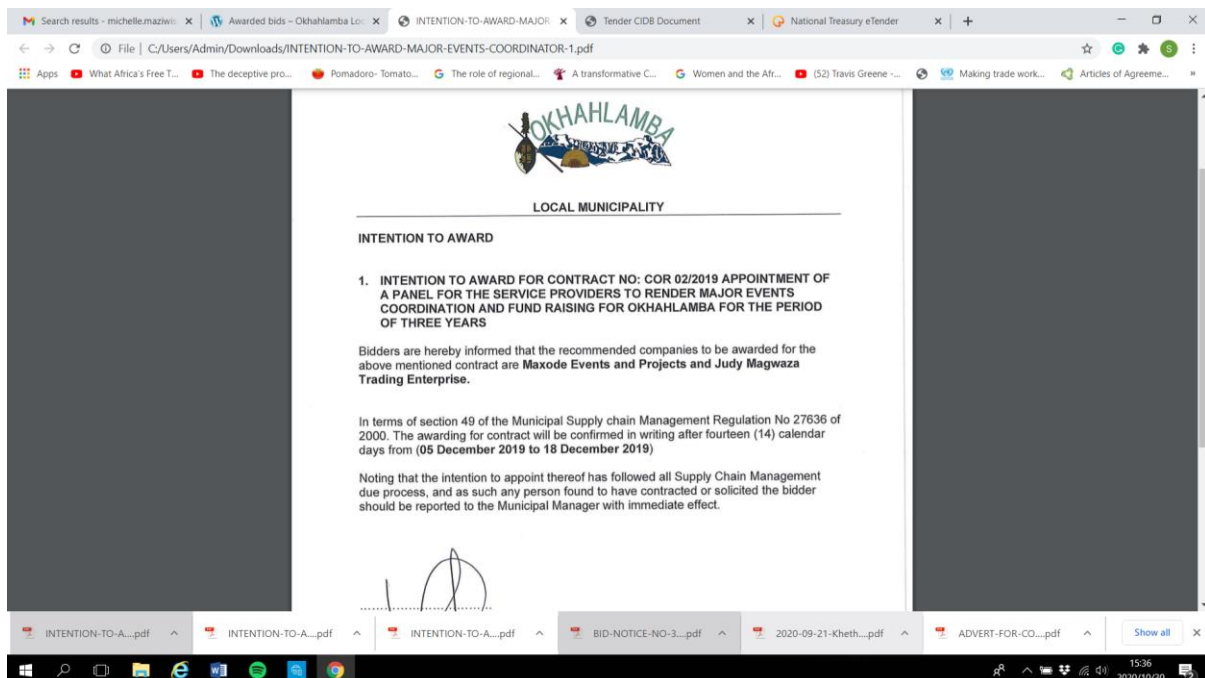 Search results - michelle.maziwis
Awarded bids – Okhahlamba Loc
INTENTION-TO-AWARD-MAJOR
Tender CIDB Document
National Treasury eTender
File | C:/Users/Admin/Downloads/INTENTION-TO-AWARD-MAJOR-EVENTS-COORDINATOR-1.pdf
S
Apps
What Africa's Free T...
The deceptive pro...
Pomadoro- Tomato...
The role of regional...
A transformative C...
Women and the Afr...
(52) Travis Greene -...
Making trade work...
Articles of Agreeme...
OKHAHLAMBA
LOCAL MUNICIPALITY
INTENTION TO AWARD
1. INTENTION TO AWARD FOR CONTRACT NO: COR 02/2019 APPOINTMENT OF
A PANEL FOR THE SERVICE PROVIDERS TO RENDER MAJOR EVENTS
COORDINATION AND FUND RAISING FOR OKHAHLAMBA FOR THE PERIOD
OF THREE YEARS
Bidders are hereby informed that the recommended companies to be awarded for the
above mentioned contract are Maxode Events and Projects and Judy Magwaza
Trading Enterprise.
In terms of section 49 of the Municipal Supply chain Management Regulation No 27636 of
2000. The awarding for contract will be confirmed in writing after fourteen (14) calendar
days from (05 December 2019 to 18 December 2019)
Noting that the intention to appoint thereof has followed all Supply Chain Management
due process, and as such any person found to have contracted or solicited the bidder
should be reported to the Municipal Manager with immediate effect.
INTENTION-TO-A....pdf
INTENTION-TO-A....pdf
INTENTION-TO-A....pdf
BID-NOTICE-NO-3....pdf
2020-09-21-Kheth....pdf
ADVERT-FOR-CO....pdf
Show all
15:36
2020/10/20